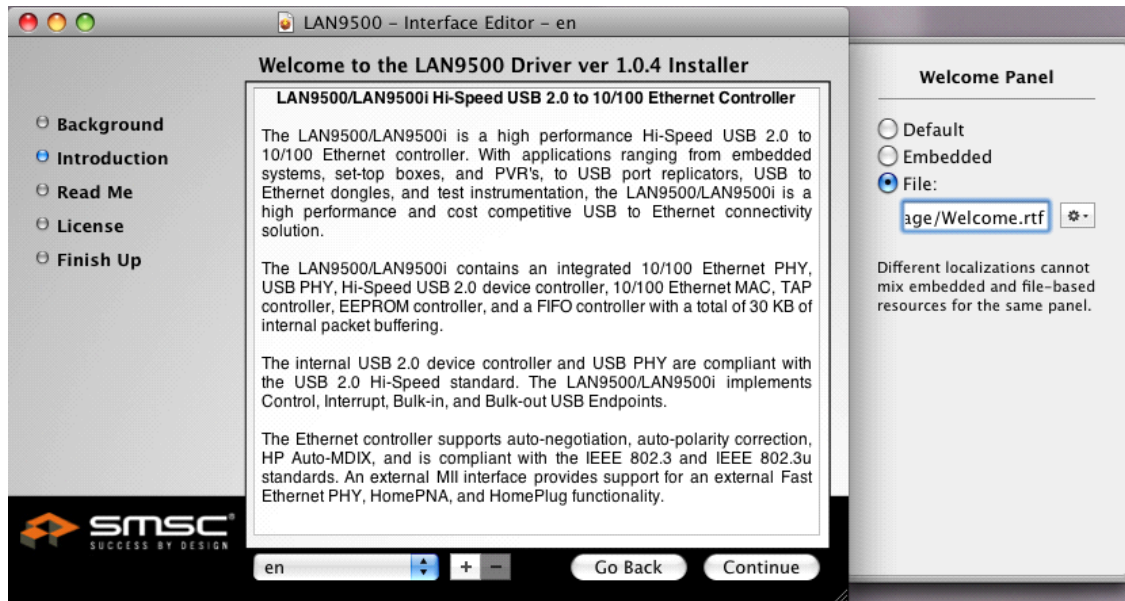 LAN9500 – Interface Editor – en
Welcome to the LAN9500 Driver ver 1.0.4 Installer
Background
Introduction
Read Me
License
Finish Up
LAN9500/LAN9500i Hi-Speed USB 2.0 to 10/100 Ethernet Controller
The LAN9500/LAN9500i is a high performance Hi-Speed USB 2.0 to
10/100 Ethernet controller. With applications ranging from embedded
systems, set-top boxes, and PVR's, to USB port replicators, USB to
Ethernet dongles, and test instrumentation, the LAN9500/LAN9500i is a
high performance and cost competitive USB to Ethernet connectivity
solution.
The LAN9500/LAN9500i contains an integrated 10/100 Ethernet PHY,
USB PHY, Hi-Speed USB 2.0 device controller, 10/100 Ethernet MAC, TAP
controller, EEPROM controller, and a FIFO controller with a total of 30 KB of
internal packet buffering.
The internal USB 2.0 device controller and USB PHY are compliant with
the USB 2.0 Hi-Speed standard. The LAN9500/LAN9500i implements
Control, Interrupt, Bulk-in, and Bulk-out USB Endpoints.
The Ethernet controller supports auto-negotiation, auto-polarity correction,
HP Auto-MDIX, and is compliant with the IEEE 802.3 and IEEE 802.3u
standards. An external MII interface provides support for an external Fast
Ethernet PHY, HomePNA, and HomePlug functionality.
smsc
SUCCESS BY DESIGN
en
+ −
Go Back
Continue
Welcome Panel
Default
Embedded
File:
age/Welcome.rtf
Different localizations cannot
mix embedded and file-based
resources for the same panel.